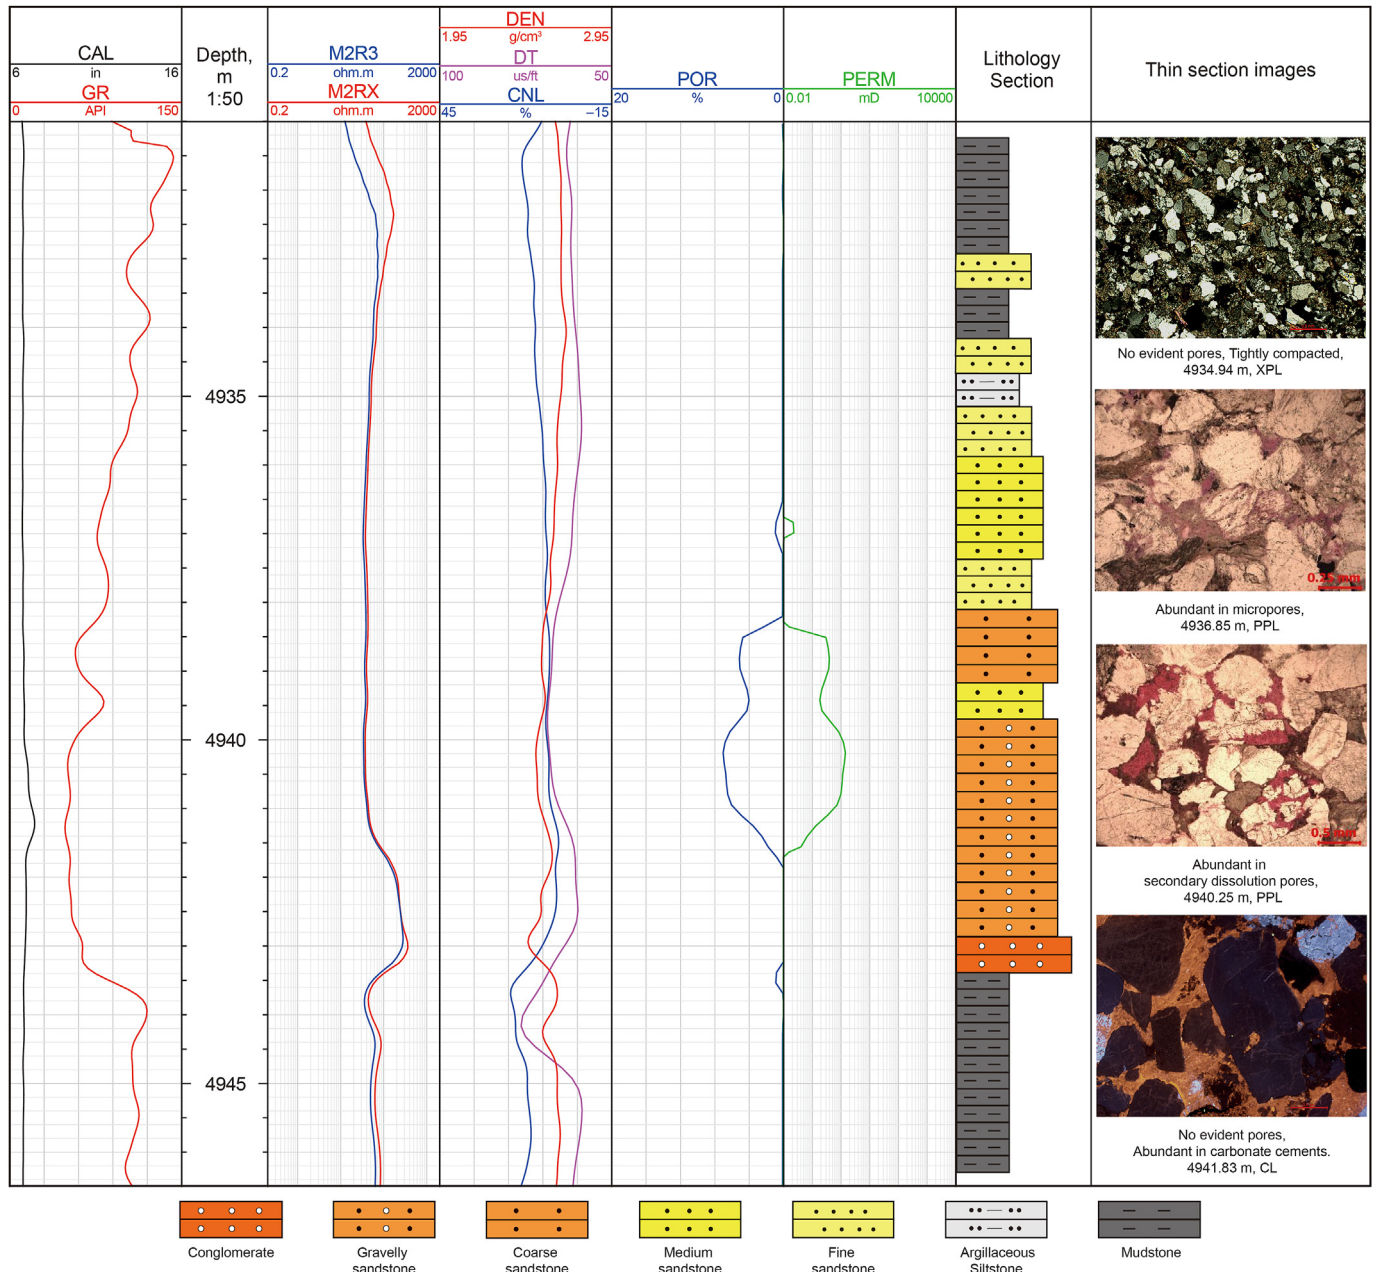 CAL
6 in 16
GR
0 API 150
Depth,
m
1:50
M2R3
0.2 ohm.m 2000
M2RX
0.2 ohm.m 2000
DEN
1.95 g/cm³ 2.95
DT
100 us/ft 50
CNL
45 % –15
POR
20 % 0
PERM
0.01 mD 10000
Lithology
Section
Thin section images
4935
4940
4945
No evident pores, Tightly compacted,
4934.94 m, XPL
0.25 mm
Abundant in micropores,
4936.85 m, PPL
0.5 mm
Abundant in
secondary dissolution pores,
4940.25 m, PPL
No evident pores,
Abundant in carbonate cements.
4941.83 m, CL
Conglomerate
Gravelly
sandstone
Coarse
sandstone
Medium
sandstone
Fine
sandstone
Argillaceous
Siltstone
Mudstone